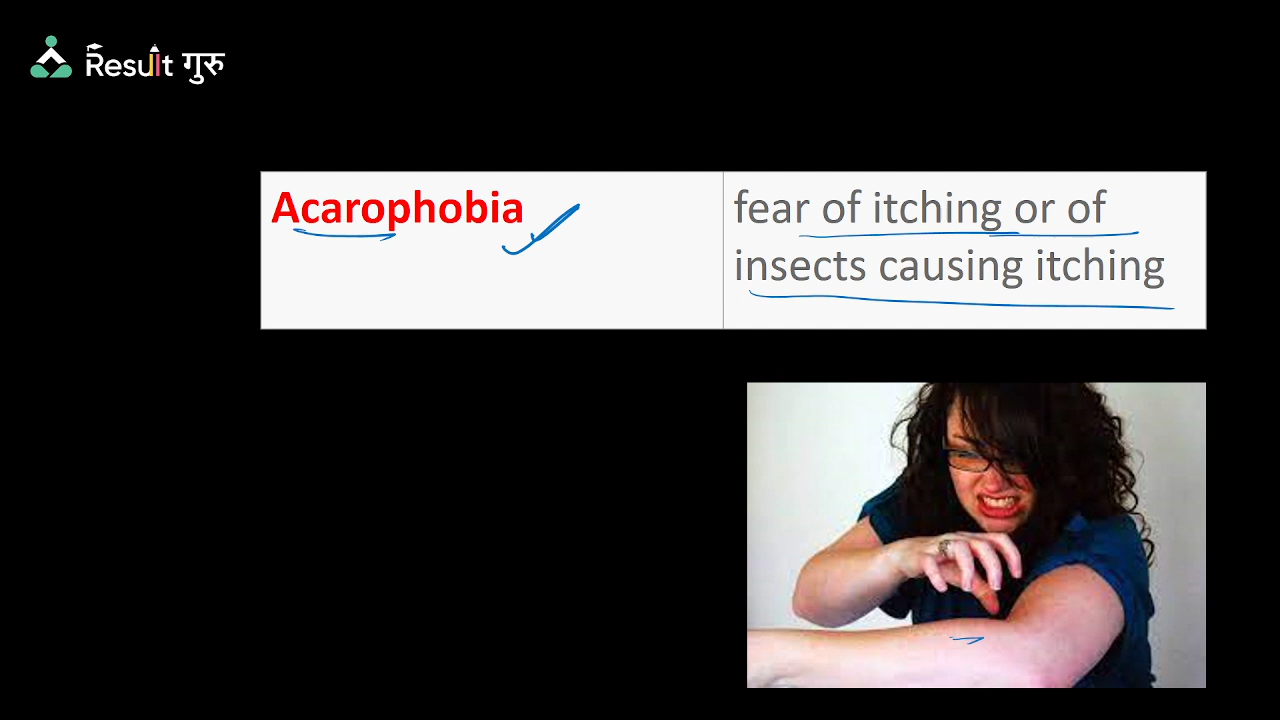 Result गुरु
Acarophobia
fear of itching or of
insects causing itching